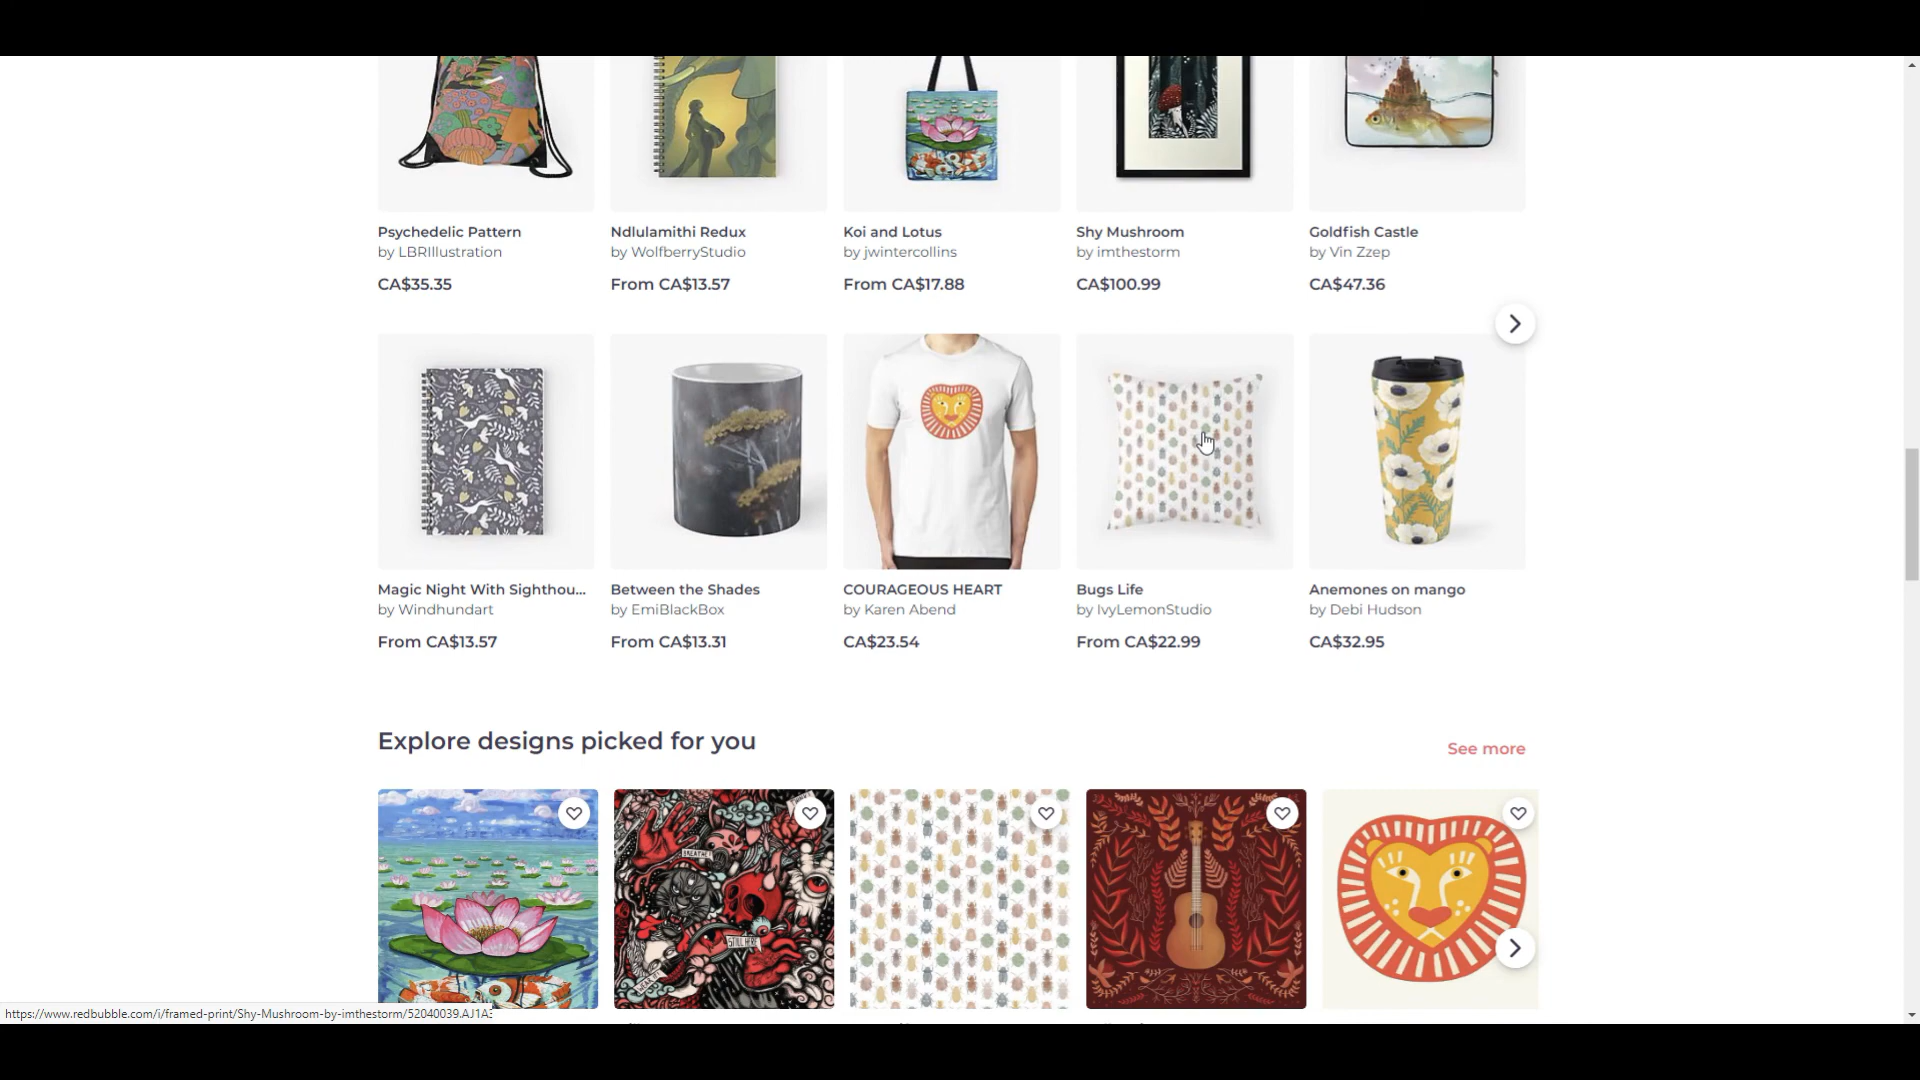 Psychedelic Pattern
by LBRIllustration
CA$35.35
Ndlulamithi Redux
by WolfberryStudio
From CA$13.57
Koi and Lotus
by jwintercollins
From CA$17.88
Shy Mushroom
by imthestorm
CA$100.99
Goldfish Castle
by Vin Zzep
CA$47.36
Magic Night With Sighthou...
by Windhundart
From CA$13.57
Between the Shades
by EmiBlackBox
From CA$13.31
COURAGEOUS HEART
by Karen Abend
CA$23.54
Bugs Life
by IvyLemonStudio
From CA$22.99
Anemones on mango
by Debi Hudson
CA$32.95
Explore designs picked for you
See more
BREATHE!
STILL HERE
https://www.redbubble.com/i/framed-print/Shy-Mushroom-by-imthestorm/52040039.AJ1A3